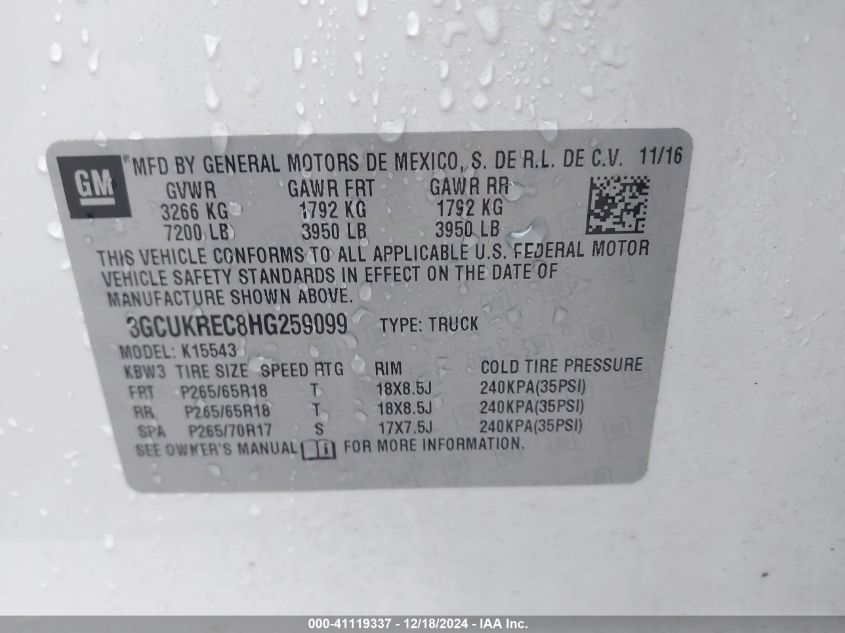 GM ® MFD BY GENERAL MOTORS DE MEXICO, S. DE R.L. DE C.V. 11/16
GVWR GAWR FRT GAWR RR
3266 KG 1792 KG 1792 KG
7200 LB 3950 LB 3950 LB
THIS VEHICLE CONFORMS TO ALL APPLICABLE U.S. FEDERAL MOTOR
VEHICLE SAFETY STANDARDS IN EFFECT ON THE DATE OF
MANUFACTURE SHOWN ABOVE.
3GCUKREC8HG259099 TYPE: TRUCK
MODEL: K15543
KBW3 TIRE SIZE SPEED RTG RIM COLD TIRE PRESSURE
FRT P265/65R18 T 18X8.5J 240KPA(35PSI)
RR P265/65R18 T 18X8.5J 240KPA(35PSI)
SPA P265/70R17 S 17X7.5J 240KPA(35PSI)
SEE OWNER'S MANUAL i FOR MORE INFORMATION.
000-41119337 - 12/18/2024 - IAA Inc.